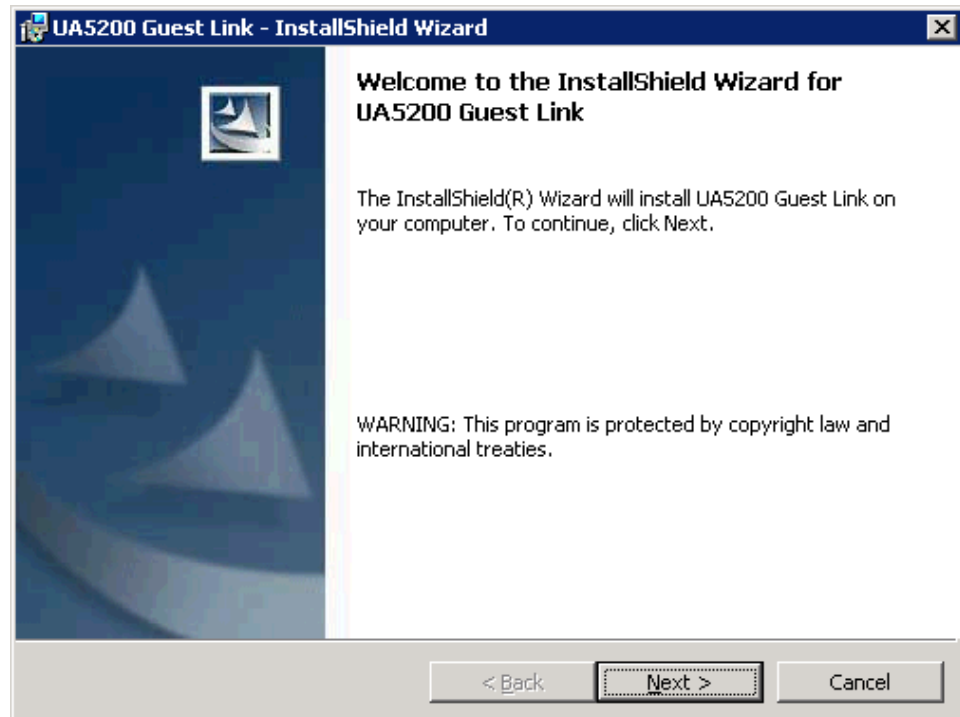 UA5200 Guest Link - InstallShield Wizard
Welcome to the InstallShield Wizard for
UA5200 Guest Link
The InstallShield(R) Wizard will install UA5200 Guest Link on
your computer. To continue, click Next.
WARNING: This program is protected by copyright law and
international treaties.
< Back
Next >
Cancel